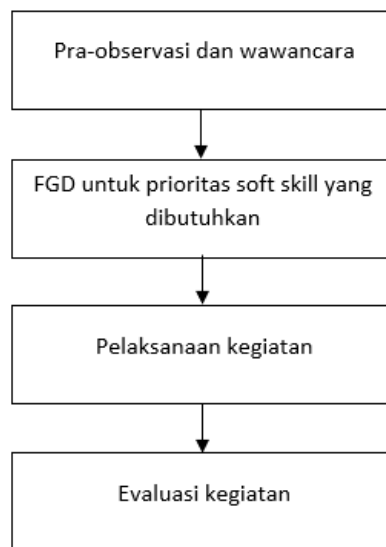 Pra-observasi dan wawancara
FGD untuk prioritas soft skill yang
dibutuhkan
Pelaksanaan kegiatan
Evaluasi kegiatan